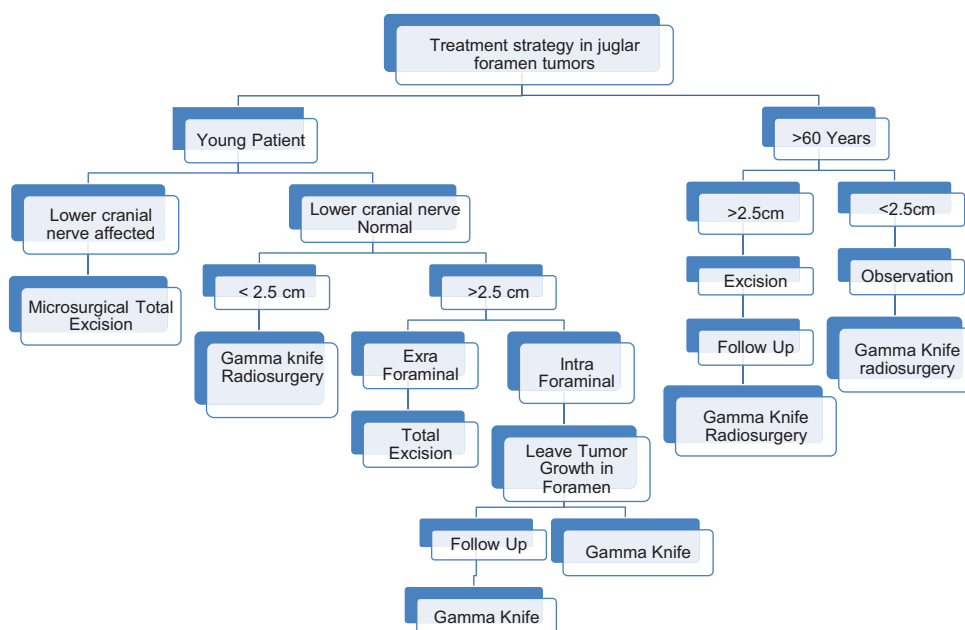 Treatment strategy in juglar
foramen tumors
Young Patient
>60 Years
Lower cranial
nerve affected
Lower cranial nerve
Normal
>2.5cm
<2.5cm
Microsurgical Total
Excision
< 2.5 cm
>2.5 cm
Excision
Observation
Gamma knife
Radiosurgery
Exra
Foraminal
Intra
Foraminal
Follow Up
Gamma Knife
radiosurgery
Total
Excision
Leave Tumor
Growth in
Foramen
Gamma Knife
Radiosurgery
Follow Up
Gamma Knife
Gamma Knife